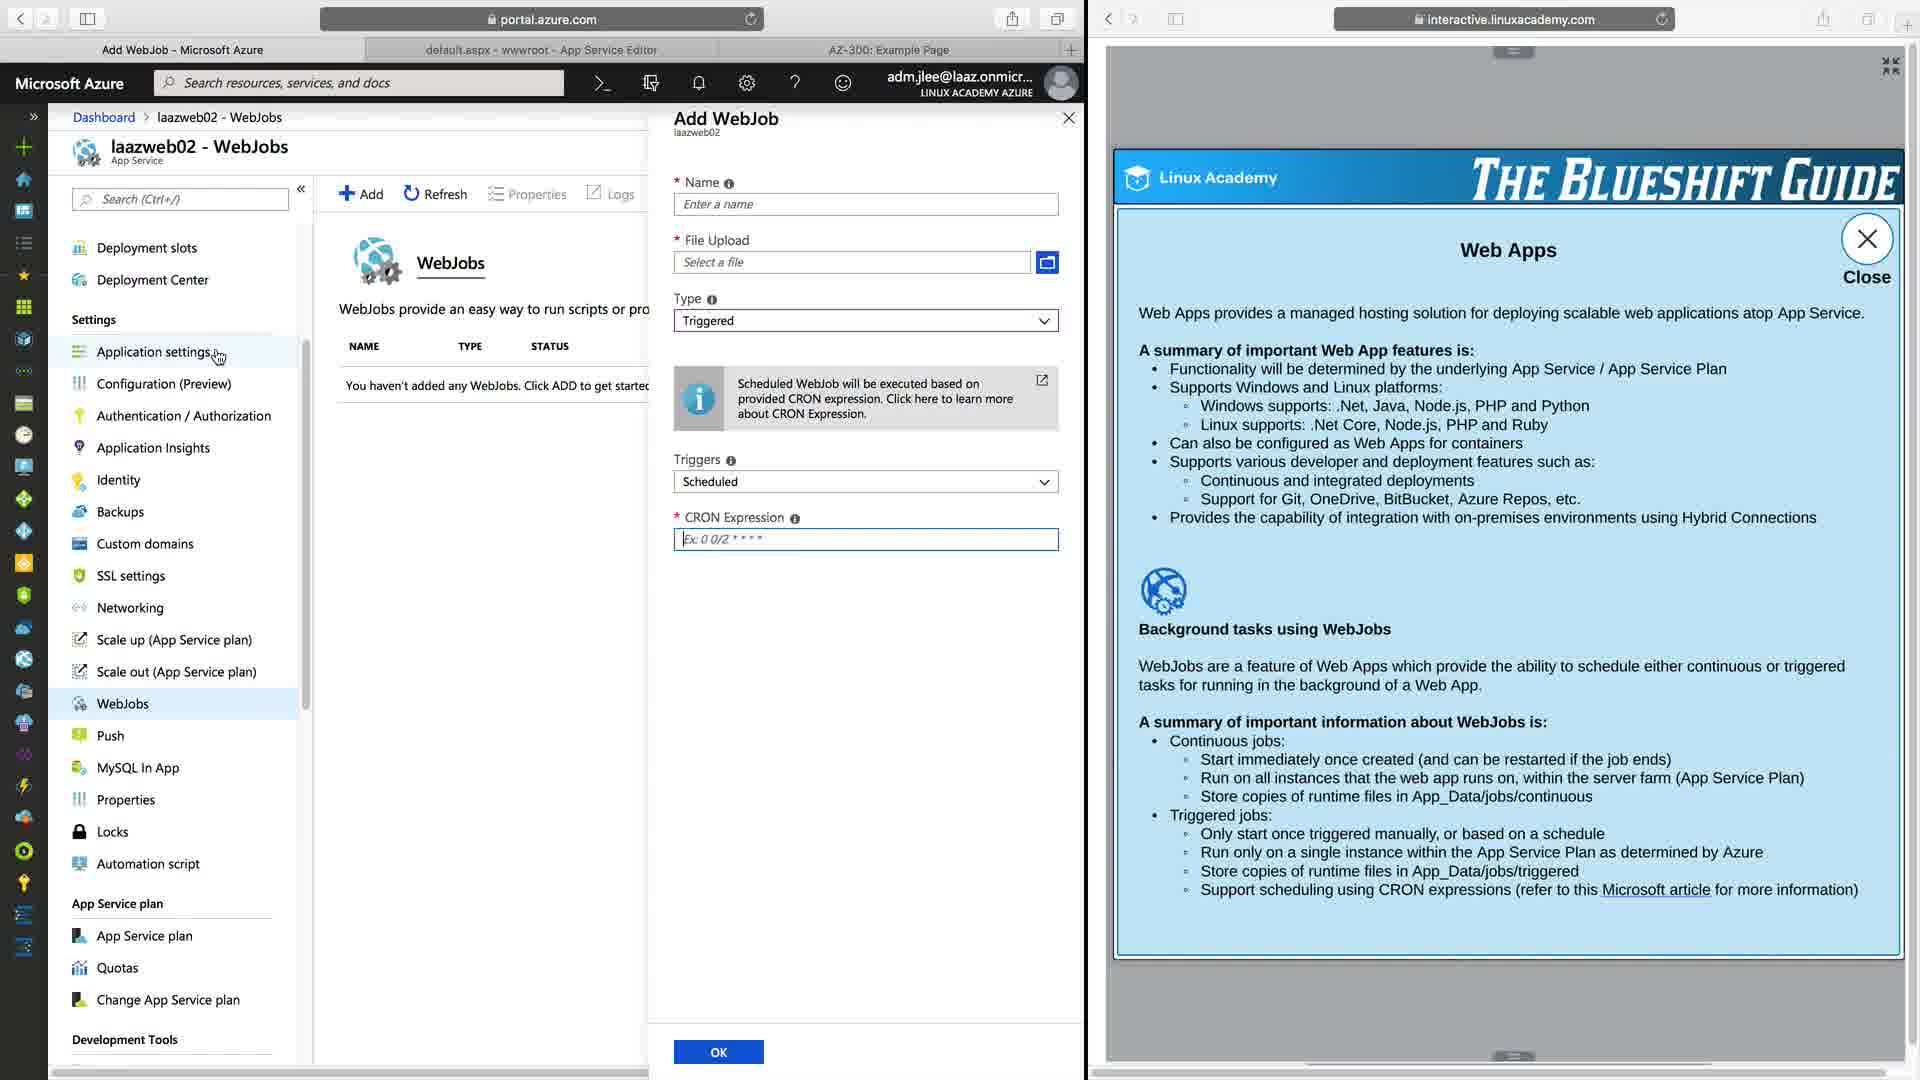 portal.azure.com
Add WebJob - Microsoft Azure
default.aspx - wwwroot - App Service Editor
AZ-300: Example Page
Microsoft Azure
Search resources, services, and docs
adm.jlee@laaz.onmicr...
LINUX ACADEMY AZURE
Dashboard > laazweb02 - WebJobs
laazweb02 - WebJobs
App Service
Search (Ctrl+/)
Deployment slots
Deployment Center
Settings
Application settings
Configuration (Preview)
Authentication / Authorization
Application Insights
Identity
Backups
Custom domains
SSL settings
Networking
Scale up (App Service plan)
Scale out (App Service plan)
WebJobs
Push
MySQL In App
Properties
Locks
Automation script
App Service plan
App Service plan
Quotas
Change App Service plan
Development Tools
Add
Refresh
Properties
Logs
WebJobs
WebJobs provide an easy way to run scripts or pro
NAME TYPE STATUS
You haven't added any WebJobs. Click ADD to get started
Add WebJob
laazweb02
* Name
Enter a name
* File Upload
Select a file
Type
Triggered
Scheduled WebJob will be executed based on
provided CRON expression. Click here to learn more
about CRON Expression.
Triggers
Scheduled
* CRON Expression
Ex: 0 0/2 * * * *
OK
interactive.linuxacademy.com
Linux Academy
THE BLUESHIFT GUIDE
Web Apps
Close
Web Apps provides a managed hosting solution for deploying scalable web applications atop App Service.
A summary of important Web App features is:
• Functionality will be determined by the underlying App Service / App Service Plan
• Supports Windows and Linux platforms:
◦ Windows supports: .Net, Java, Node.js, PHP and Python
◦ Linux supports: .Net Core, Node.js, PHP and Ruby
• Can also be configured as Web Apps for containers
• Supports various developer and deployment features such as:
◦ Continuous and integrated deployments
◦ Support for Git, OneDrive, BitBucket, Azure Repos, etc.
• Provides the capability of integration with on-premises environments using Hybrid Connections
Background tasks using WebJobs
WebJobs are a feature of Web Apps which provide the ability to schedule either continuous or triggered
tasks for running in the background of a Web App.
A summary of important information about WebJobs is:
• Continuous jobs:
◦ Start immediately once created (and can be restarted if the job ends)
◦ Run on all instances that the web app runs on, within the server farm (App Service Plan)
◦ Store copies of runtime files in App_Data/jobs/continuous
• Triggered jobs:
◦ Only start once triggered manually, or based on a schedule
◦ Run only on a single instance within the App Service Plan as determined by Azure
◦ Store copies of runtime files in App_Data/jobs/triggered
◦ Support scheduling using CRON expressions (refer to this Microsoft article for more information)